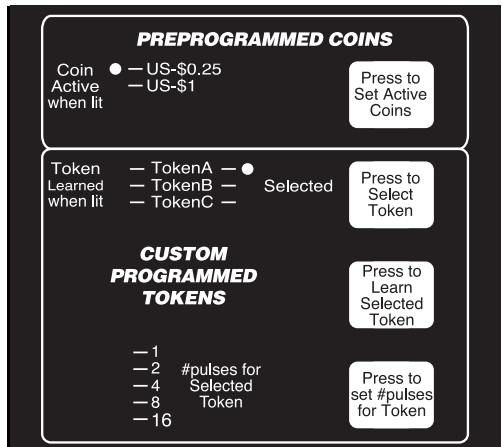 PREPROGRAMMED COINS
Coin
Active
when lit
US-$0.25
US-$1
Press to
Set Active
Coins
Token
Learned
when lit
TokenA
TokenB
TokenC
Selected
Press to
Select
Token
CUSTOM
PROGRAMMED
TOKENS
Press to
Learn
Selected
Token
1
2
4
8
16
#pulses for
Selected
Token
Press to
set #pulses
for Token